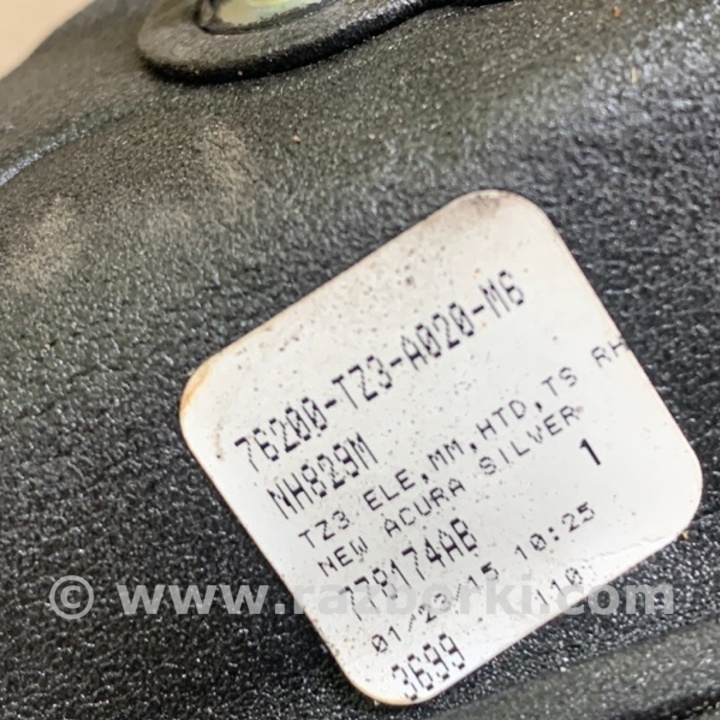 76200-TZ3-A020-M6
NH829M
TZ3 ELE,MM,HTD,TS RH
NEW ACURA SILVER
778174AB 1
01/23/15 10:25
3699 110
© www.razborki.com